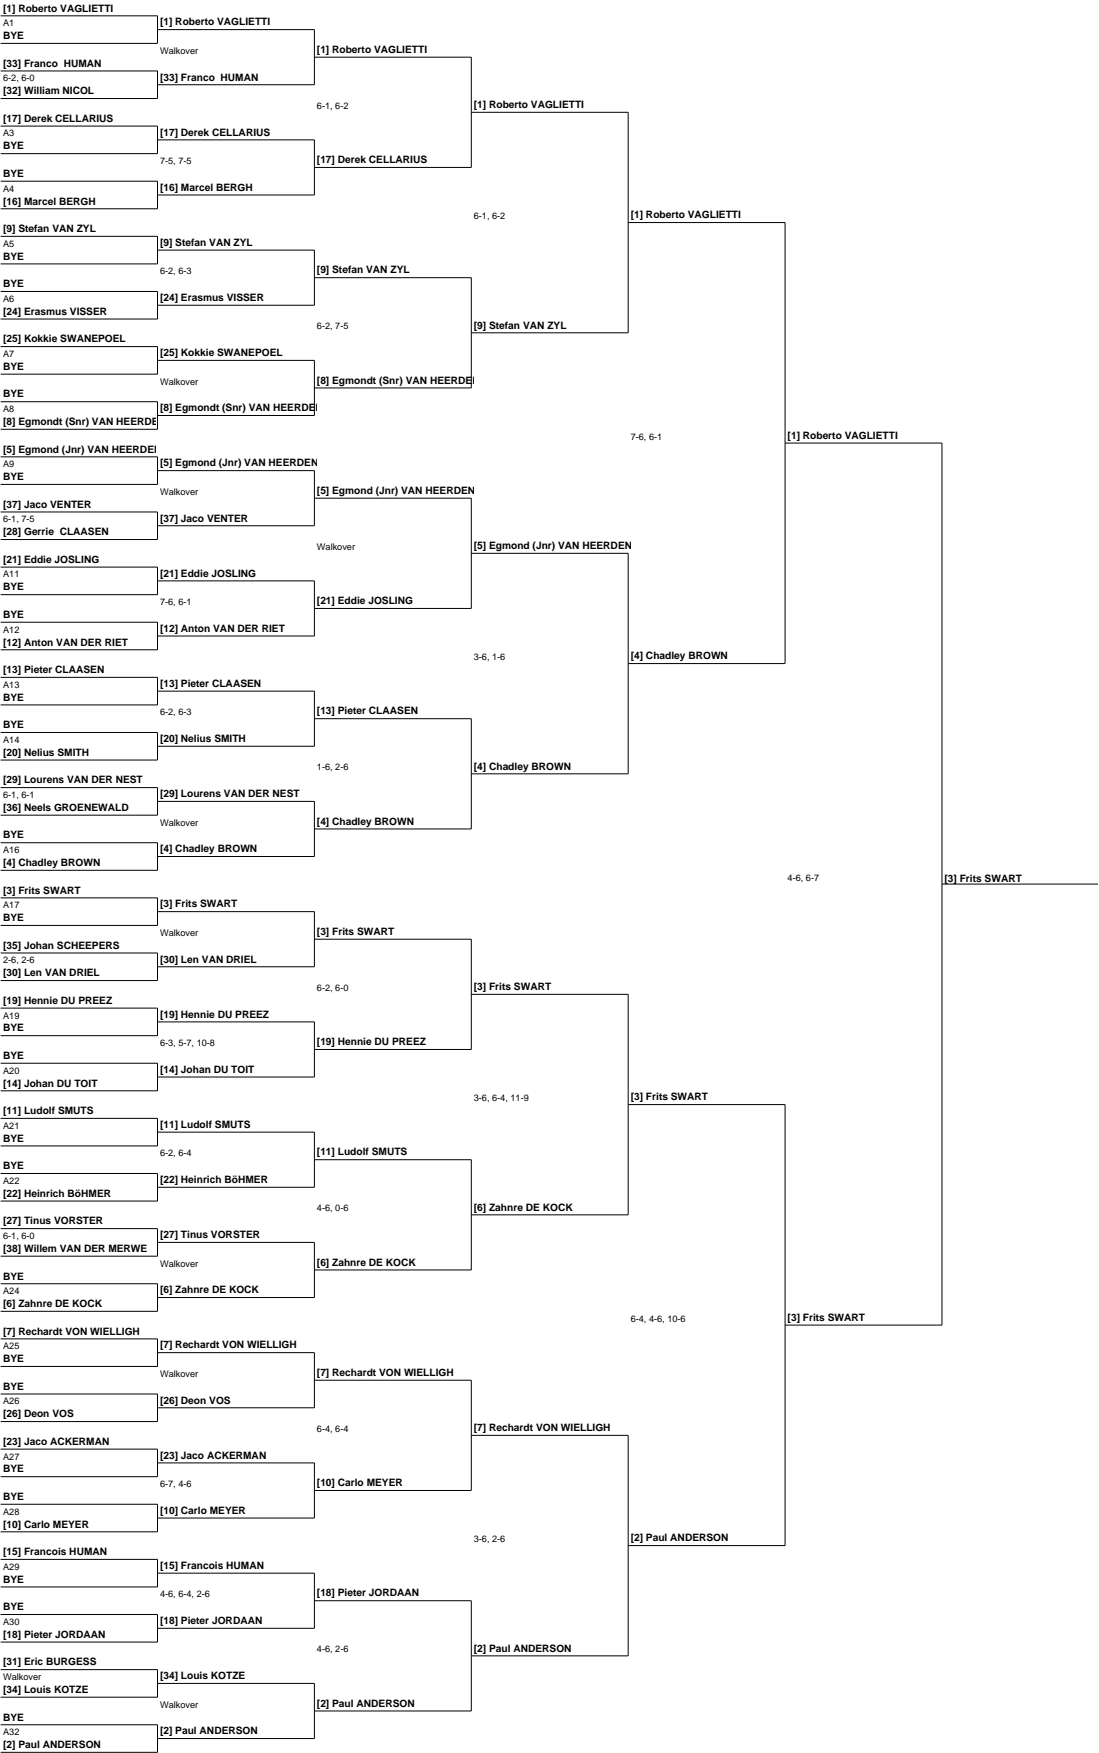 [1] Roberto VAGLIETTI
A1
BYE
[1] Roberto VAGLIETTI
Walkover
[33] Franco  HUMAN
6-2, 6-0
[32] William NICOL
[33] Franco  HUMAN
[1] Roberto VAGLIETTI
6-1, 6-2
[17] Derek CELLARIUS
A3
BYE
[17] Derek CELLARIUS
7-5, 7-5
BYE
A4
[16] Marcel BERGH
[16] Marcel BERGH
[17] Derek CELLARIUS
[1] Roberto VAGLIETTI
6-1, 6-2
[9] Stefan VAN ZYL
A5
BYE
[9] Stefan VAN ZYL
6-2, 6-3
BYE
A6
[24] Erasmus VISSER
[24] Erasmus VISSER
[9] Stefan VAN ZYL
6-2, 7-5
[25] Kokkie SWANEPOEL
A7
BYE
[25] Kokkie SWANEPOEL
Walkover
BYE
A8
[8] Egmondt (Snr) VAN HEERDE
[8] Egmondt (Snr) VAN HEERDE
[8] Egmondt (Snr) VAN HEERDE
[9] Stefan VAN ZYL
[1] Roberto VAGLIETTI
7-6, 6-1
[5] Egmond (Jnr) VAN HEERDE
A9
BYE
[5] Egmond (Jnr) VAN HEERDEN
Walkover
[37] Jaco VENTER
6-1, 7-5
[28] Gerrie  CLAASEN
[37] Jaco VENTER
[5] Egmond (Jnr) VAN HEERDEN
Walkover
[21] Eddie JOSLING
A11
BYE
[21] Eddie JOSLING
7-6, 6-1
BYE
A12
[12] Anton VAN DER RIET
[12] Anton VAN DER RIET
[21] Eddie JOSLING
[5] Egmond (Jnr) VAN HEERDEN
3-6, 1-6
[13] Pieter CLAASEN
A13
BYE
[13] Pieter CLAASEN
6-2, 6-3
BYE
A14
[20] Nelius SMITH
[20] Nelius SMITH
[13] Pieter CLAASEN
1-6, 2-6
[29] Lourens VAN DER NEST
6-1, 6-1
[36] Neels GROENEWALD
[29] Lourens VAN DER NEST
Walkover
BYE
A16
[4] Chadley BROWN
[4] Chadley BROWN
[4] Chadley BROWN
[4] Chadley BROWN
[4] Chadley BROWN
[1] Roberto VAGLIETTI
4-6, 6-7
[3] Frits SWART
[3] Frits SWART
A17
BYE
[3] Frits SWART
Walkover
[35] Johan SCHEEPERS
2-6, 2-6
[30] Len VAN DRIEL
[30] Len VAN DRIEL
[3] Frits SWART
6-2, 6-0
[19] Hennie DU PREEZ
A19
BYE
[19] Hennie DU PREEZ
6-3, 5-7, 10-8
BYE
A20
[14] Johan DU TOIT
[14] Johan DU TOIT
[19] Hennie DU PREEZ
[3] Frits SWART
3-6, 6-4, 11-9
[11] Ludolf SMUTS
A21
BYE
[11] Ludolf SMUTS
6-2, 6-4
BYE
A22
[22] Heinrich BöHMER
[22] Heinrich BöHMER
[11] Ludolf SMUTS
4-6, 0-6
[27] Tinus VORSTER
6-1, 6-0
[38] Willem VAN DER MERWE
[27] Tinus VORSTER
Walkover
BYE
A24
[6] Zahnre DE KOCK
[6] Zahnre DE KOCK
[6] Zahnre DE KOCK
[6] Zahnre DE KOCK
[3] Frits SWART
6-4, 4-6, 10-6
[3] Frits SWART
[7] Rechardt VON WIELLIGH
A25
BYE
[7] Rechardt VON WIELLIGH
Walkover
BYE
A26
[26] Deon VOS
[26] Deon VOS
[7] Rechardt VON WIELLIGH
6-4, 6-4
[23] Jaco ACKERMAN
A27
BYE
[23] Jaco ACKERMAN
6-7, 4-6
BYE
A28
[10] Carlo MEYER
[10] Carlo MEYER
[10] Carlo MEYER
[7] Rechardt VON WIELLIGH
3-6, 2-6
[15] Francois HUMAN
A29
BYE
[15] Francois HUMAN
4-6, 6-4, 2-6
BYE
A30
[18] Pieter JORDAAN
[18] Pieter JORDAAN
[18] Pieter JORDAAN
4-6, 2-6
[31] Eric BURGESS
Walkover
[34] Louis KOTZE
[34] Louis KOTZE
Walkover
BYE
A32
[2] Paul ANDERSON
[2] Paul ANDERSON
[2] Paul ANDERSON
[2] Paul ANDERSON
[2] Paul ANDERSON